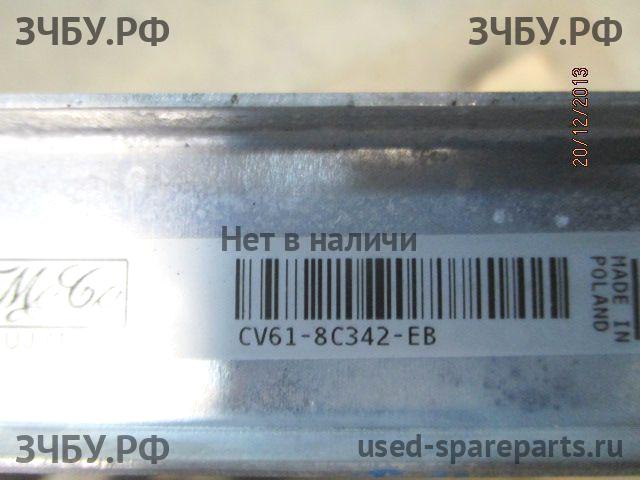 ЗЧБУ.РФ
ЗЧБУ.РФ
20/12/2013
Нет в наличи
MoCo
MADE IN
POLAND
CV61-8C342-EB
ЗЧБУ.РФ
used-spareparts.ru